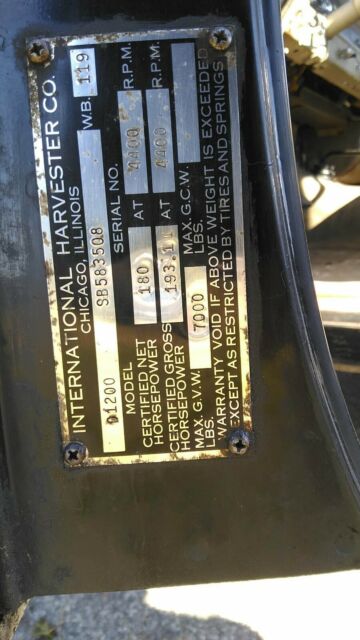 INTERNATIONAL HARVESTER CO.
CHICAGO, ILLINOIS W.B. 119
SB583508
SERIAL NO.
D1200
MODEL
CERTIFIED NET HORSEPOWER 180 AT 4400 R.P.M.
CERTIFIED GROSS HORSEPOWER 193.1 AT 4400 R.P.M.
MAX. G.V.W. LBS. 7000 MAX. G.C.W. LBS.
WARRANTY VOID IF ABOVE WEIGHT IS EXCEEDED
EXCEPT AS RESTRICTED BY TIRES AND SPRINGS